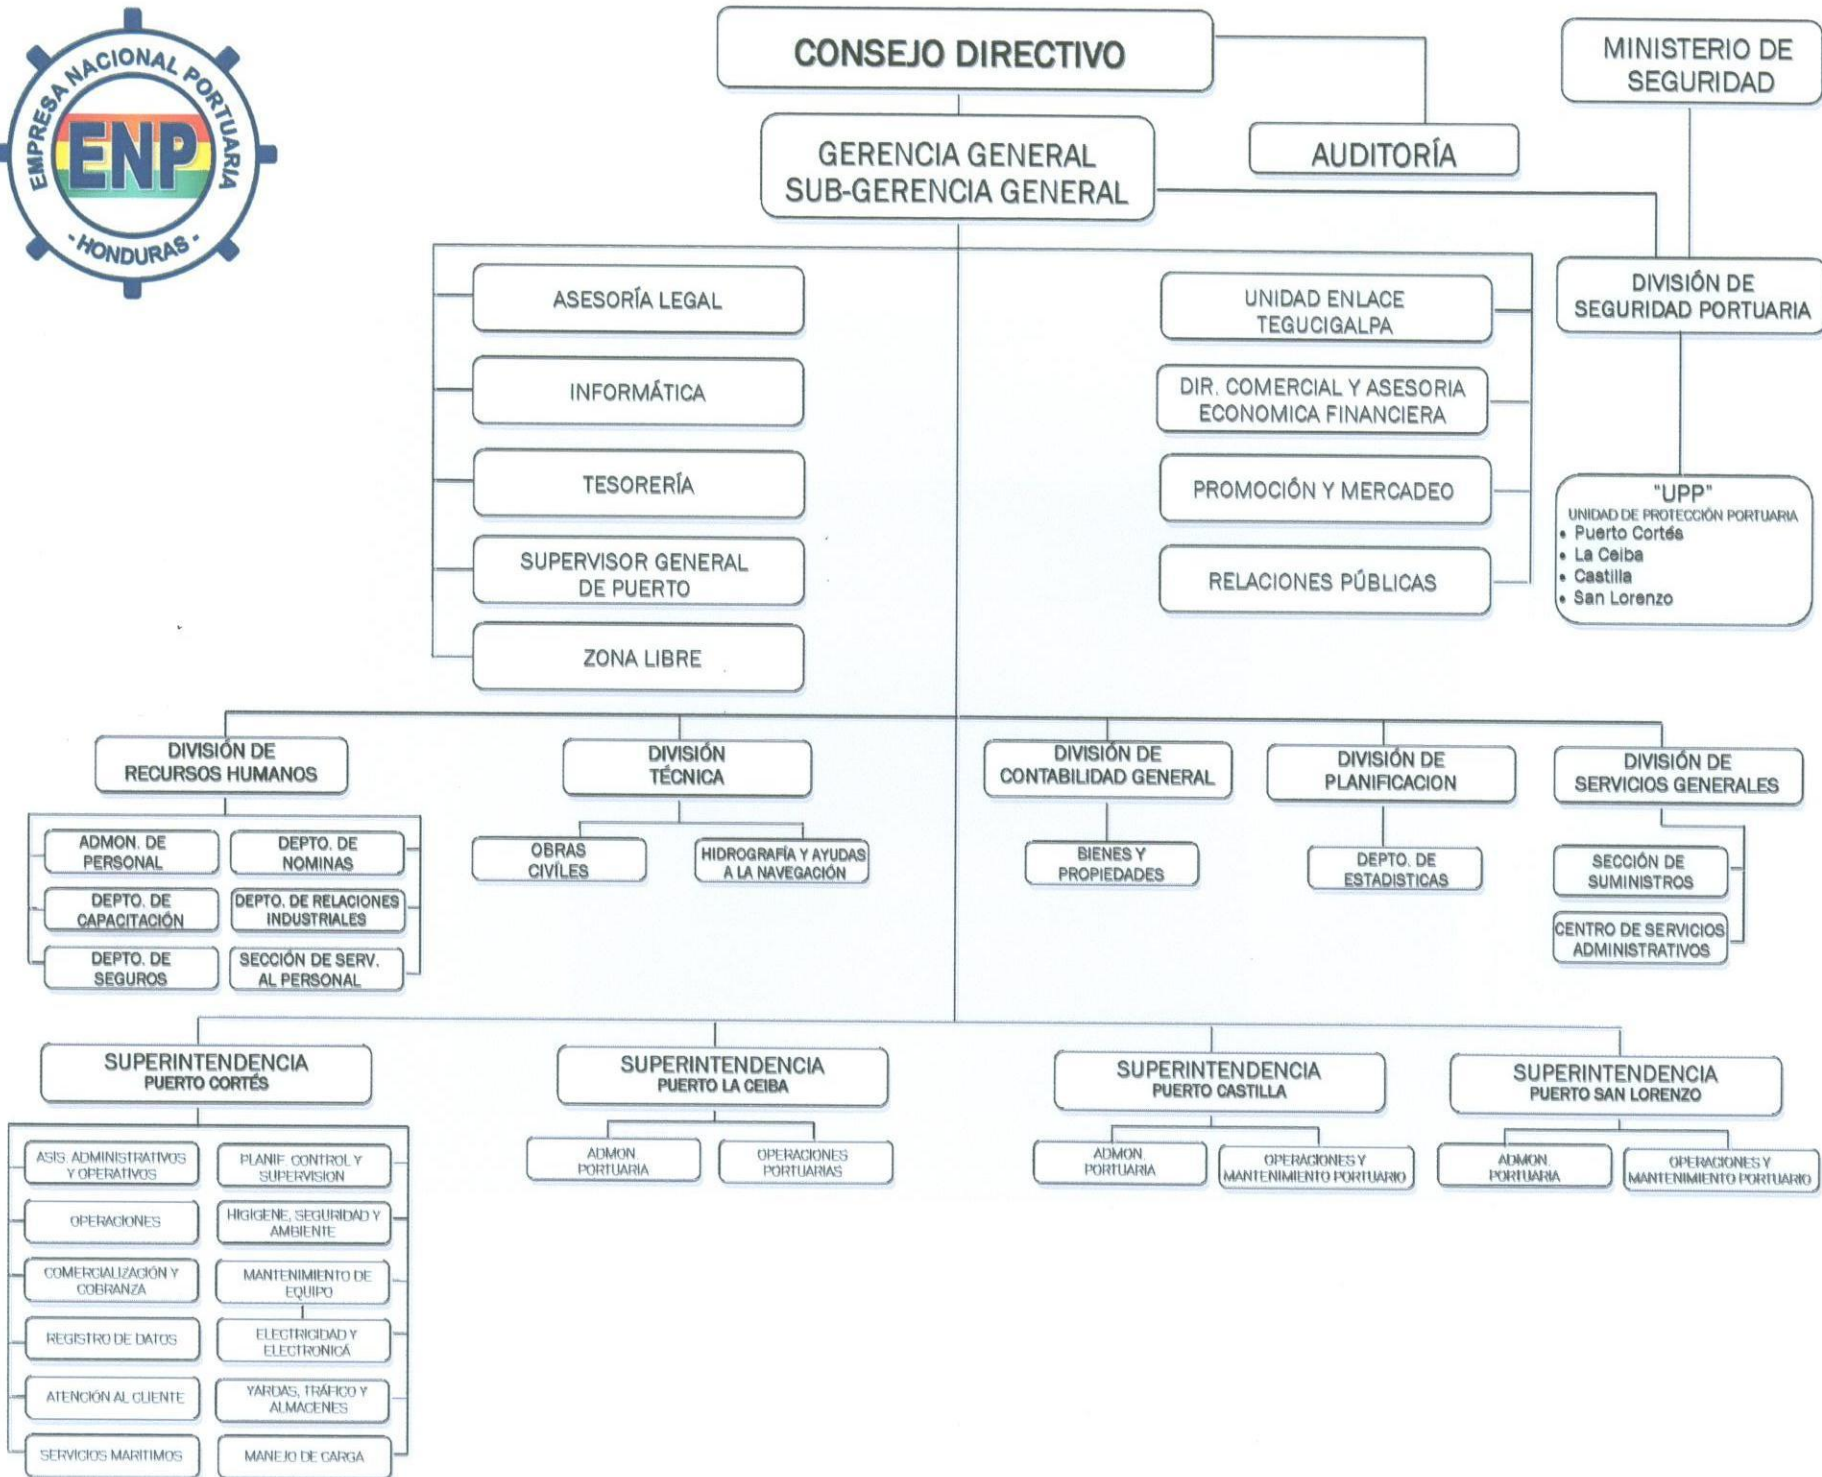 EMPRESA NACIONAL PORTUARIA
ENP
- HONDURAS -
CONSEJO DIRECTIVO
MINISTERIO DE
SEGURIDAD
GERENCIA GENERAL
SUB-GERENCIA GENERAL
AUDITORÍA
ASESORÍA LEGAL
INFORMÁTICA
TESORERÍA
SUPERVISOR GENERAL
DE PUERTO
ZONA LIBRE
UNIDAD ENLACE
TEGUCIGALPA
DIR. COMERCIAL Y ASESORIA
ECONOMICA FINANCIERA
PROMOCIÓN Y MERCADEO
RELACIONES PÚBLICAS
DIVISIÓN DE
SEGURIDAD PORTUARIA
"UPP"
UNIDAD DE PROTECCIÓN PORTUARIA
• Puerto Cortés
• La Ceiba
• Castilla
• San Lorenzo
DIVISIÓN DE
RECURSOS HUMANOS
ADMON. DE
PERSONAL
DEPTO. DE
NOMINAS
DEPTO. DE
CAPACITACIÓN
DEPTO. DE RELACIONES
INDUSTRIALES
DEPTO. DE
SEGUROS
SECCIÓN DE SERV.
AL PERSONAL
DIVISIÓN
TÉCNICA
OBRAS
CIVÍLES
HIDROGRAFÍA Y AYUDAS
A LA NAVEGACIÓN
DIVISIÓN DE
CONTABILIDAD GENERAL
BIENES Y
PROPIEDADES
DIVISIÓN DE
PLANIFICACION
DEPTO. DE
ESTADISTICAS
DIVISIÓN DE
SERVICIOS GENERALES
SECCIÓN DE
SUMINISTROS
CENTRO DE SERVICIOS
ADMINISTRATIVOS
SUPERINTENDENCIA
PUERTO CORTÉS
ASIS. ADMINISTRATIVOS
Y OPERATIVOS
PLANIF. CONTROL Y
SUPERVISION
OPERACIONES
HIGIGENE, SEGURIDAD Y
AMBIENTE
COMERCIALIZACIÓN Y
COBRANZA
MANTENIMIENTO DE
EQUIPO
REGISTRO DE DATOS
ELECTRICIDAD Y
ELECTRONICÁ
ATENCIÓN AL CLIENTE
YARDAS, TRÁFICO Y
ALMACENES
SERVICIOS MARITIMOS
MANEJO DE CARGA
SUPERINTENDENCIA
PUERTO LA CEIBA
ADMON.
PORTUARIA
OPERACIONES
PORTUARIAS
SUPERINTENDENCIA
PUERTO CASTILLA
ADMON.
PORTUARIA
OPERACIONES Y
MANTENIMIENTO PORTUARIO
SUPERINTENDENCIA
PUERTO SAN LORENZO
ADMON.
PORTUARIA
OPERACIONES Y
MANTENIMIENTO PORTUARIO